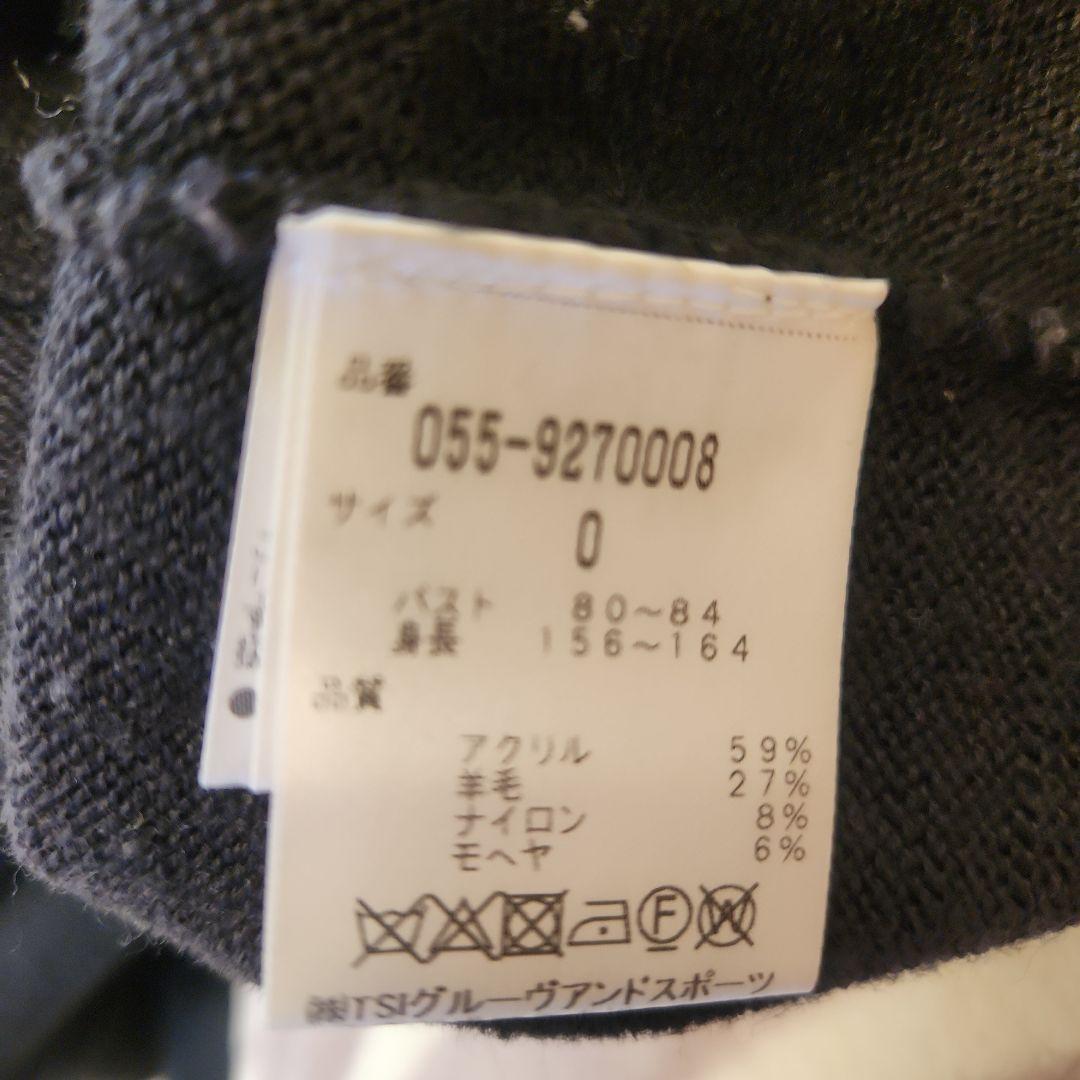 品番
055-9270008
サイズ
0
バスト 80～84
身長 156～164
品質
アクリル 59%
羊毛 27%
ナイロン 8%
モヘヤ 6%
F W
㈱TSIグルーヴアンドスポーツ